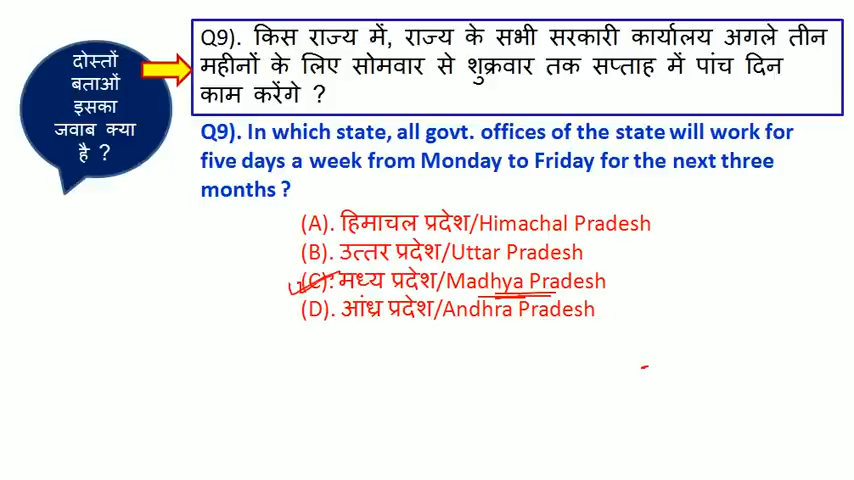 दोस्तों
बताओं
इसका
जवाब क्या
है ?
Q9). किस राज्य में, राज्य के सभी सरकारी कार्यालय अगले तीन
महीनों के लिए सोमवार से शुक्रवार तक सप्ताह में पांच दिन
काम करेंगे ?
Q9). In which state, all govt. offices of the state will work for
five days a week from Monday to Friday for the next three
months ?
(A). हिमाचल प्रदेश/Himachal Pradesh
(B). उत्तर प्रदेश/Uttar Pradesh
(C). मध्य प्रदेश/Madhya Pradesh
(D). आंध्र प्रदेश/Andhra Pradesh